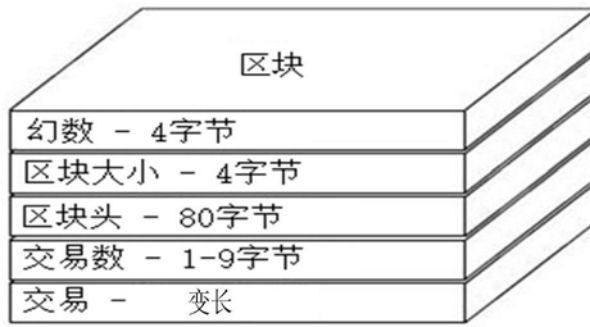 区块
幻数 - 4字节
区块大小 - 4字节
区块头 - 80字节
交易数 - 1-9字节
交易 - 变长